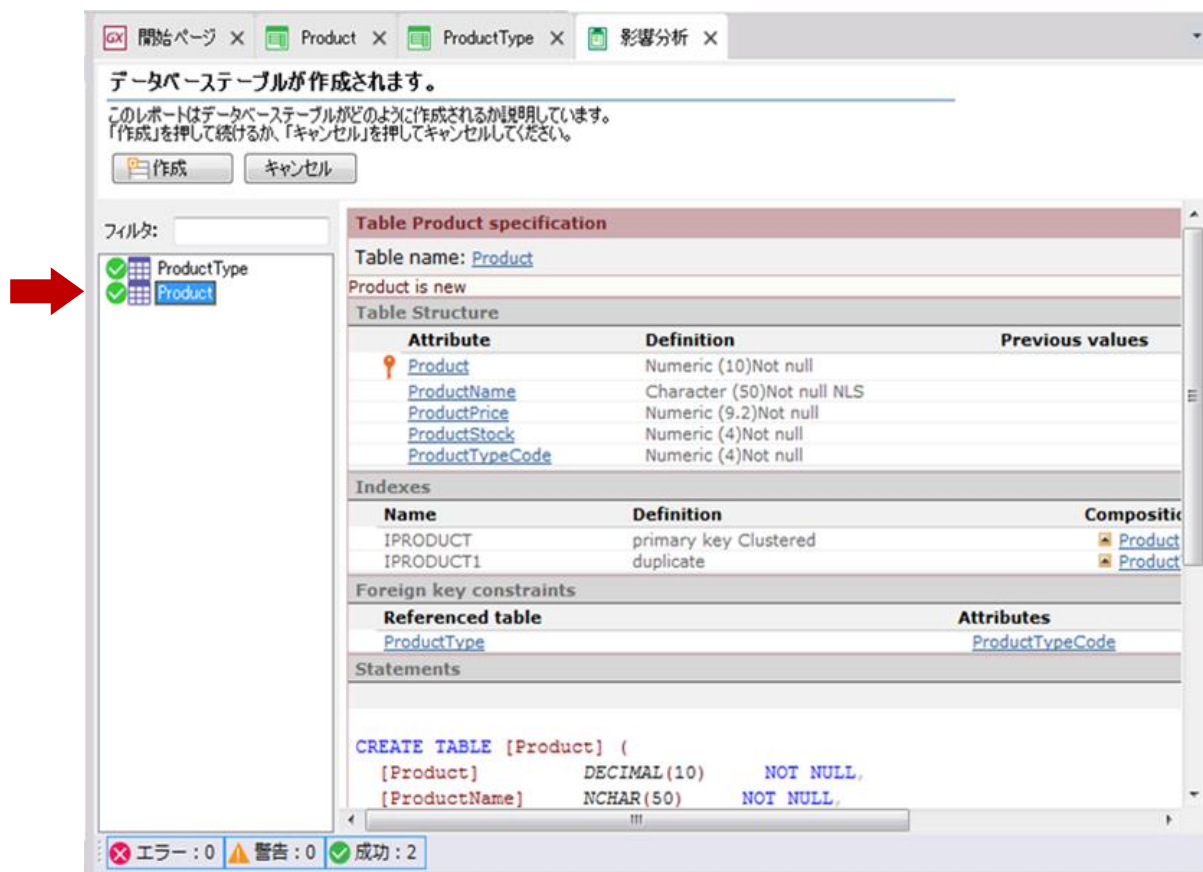 GX 開始ページ × Product × ProductType × 影響分析 ×
データベーステーブルが作成されます。
このレポートはデータベーステーブルがどのように作成されるか説明しています。
「作成」を押して続けるか、「キャンセル」を押してキャンセルしてください。
作成 キャンセル
フィルタ:
ProductType
Product
Table Product specification
Table name: Product
Product is new
Table Structure
Attribute Definition Previous values
Product Numeric (10)Not null
ProductName Character (50)Not null NLS
ProductPrice Numeric (9.2)Not null
ProductStock Numeric (4)Not null
ProductTypeCode Numeric (4)Not null
Indexes
Name Definition Compositic
IPRODUCT primary key Clustered Product
IPRODUCT1 duplicate Product
Foreign key constraints
Referenced table Attributes
ProductType ProductTypeCode
Statements
CREATE TABLE [Product] (
[Product] DECIMAL(10) NOT NULL,
[ProductName] NCHAR(50) NOT NULL,
エラー:0 警告:0 成功:2